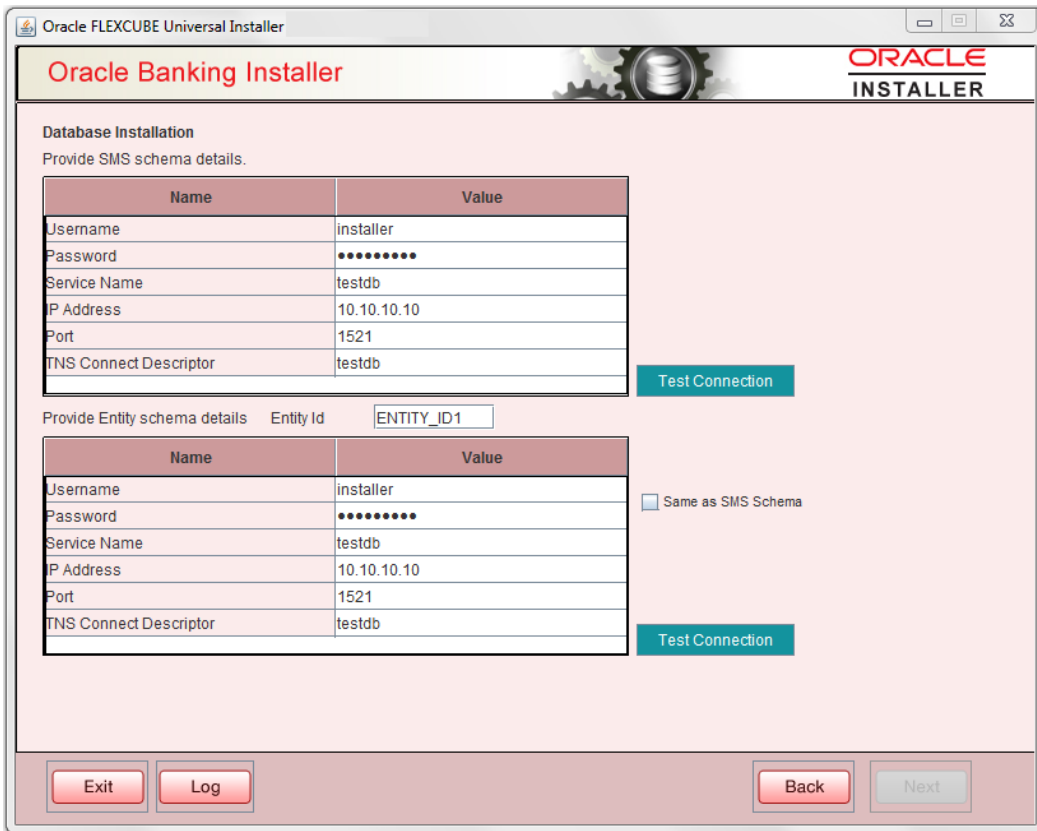 Oracle FLEXCUBE Universal Installer
Oracle Banking Installer
ORACLE
INSTALLER
Database Installation
Provide SMS schema details.
Name Value
Username installer
Password •••••••••
Service Name testdb
IP Address 10.10.10.10
Port 1521
TNS Connect Descriptor testdb
Test Connection
Provide Entity schema details Entity Id ENTITY_ID1
Name Value
Username installer
Same as SMS Schema
Password •••••••••
Service Name testdb
IP Address 10.10.10.10
Port 1521
TNS Connect Descriptor testdb
Test Connection
Exit Log Back Next